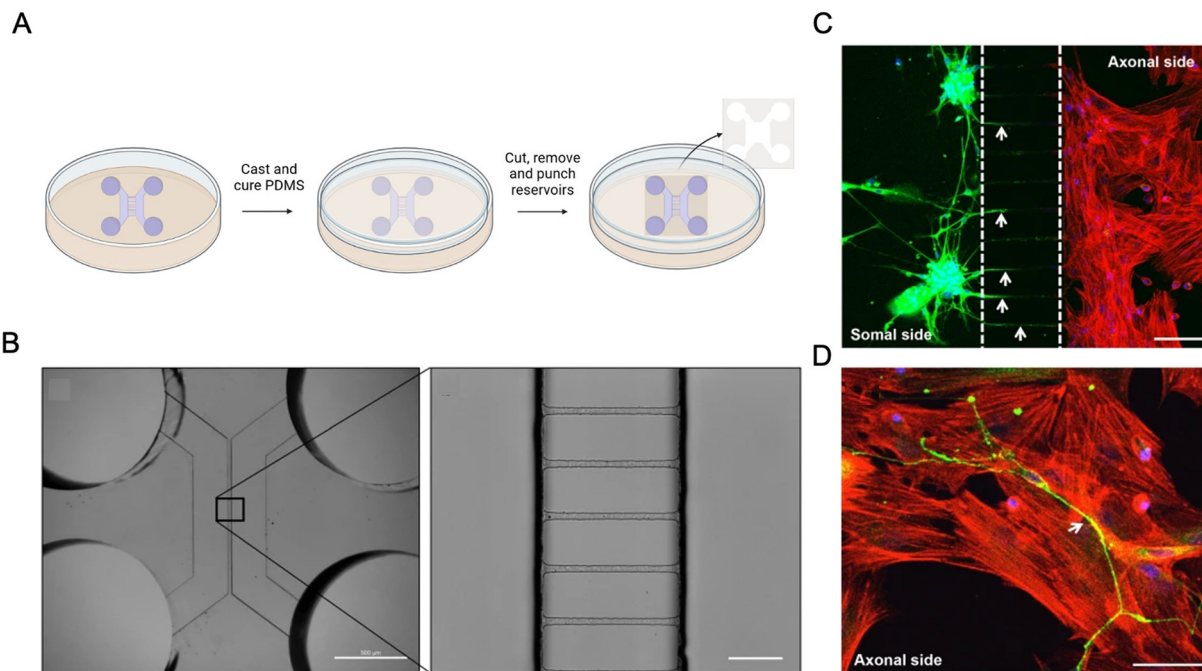 A
Cast and
cure PDMS
Cut, remove
and punch
reservoirs
B
500 µm
C
Axonal side
Somal side
D
Axonal side